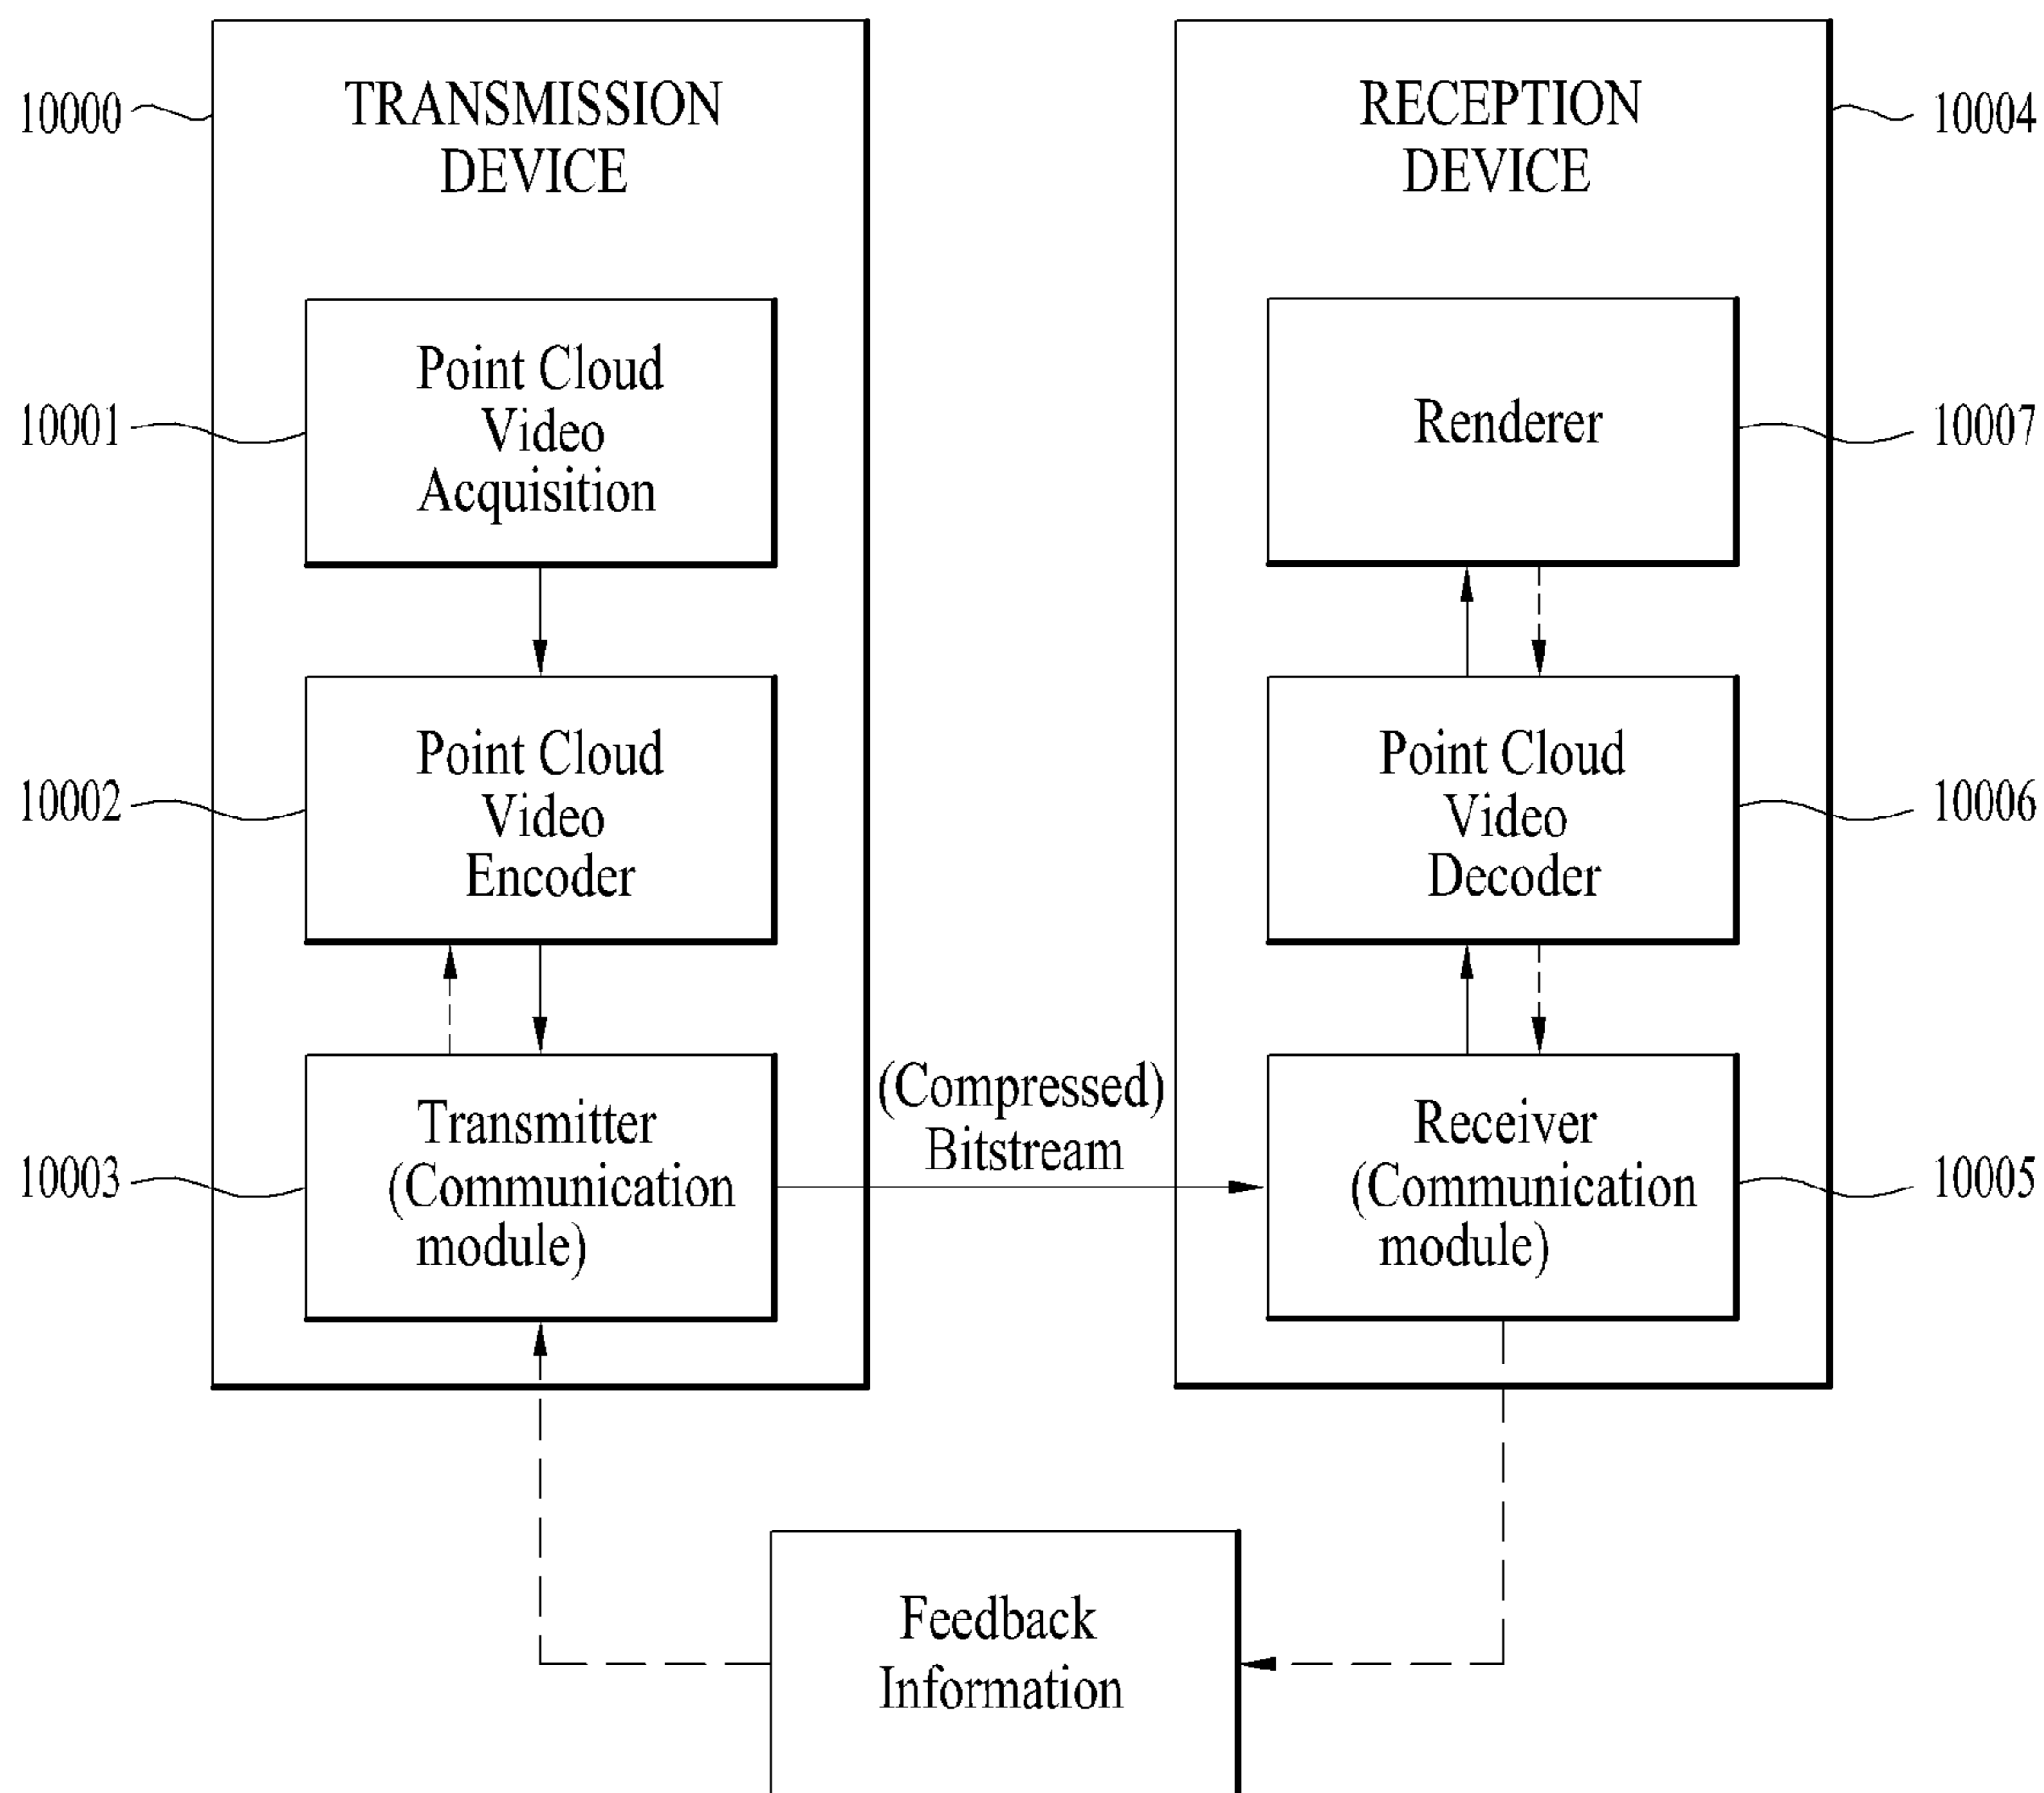 10000
TRANSMISSION
DEVICE
10001
Point Cloud
Video
Acquisition
10002
Point Cloud
Video
Encoder
10003
Transmitter
(Communication
module)
(Compressed)
Bitstream
RECEPTION
DEVICE
10004
Renderer
10007
Point Cloud
Video
Decoder
10006
Receiver
(Communication
module)
10005
Feedback
Information